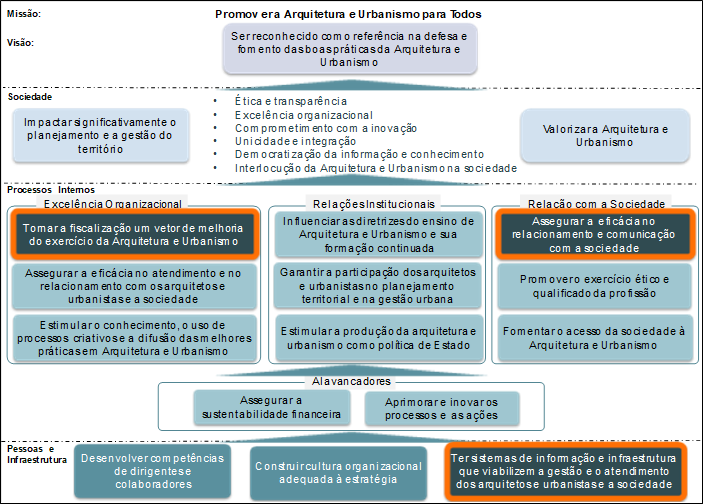 Missão:
Promover a Arquitetura e Urbanismo para Todos
Visão:
Ser reconhecido como referência na defesa e
fomento das boas práticas da Arquitetura e
Urbanismo
Sociedade
Impactar significativamente o
planejamento e a gestão do
território
• Ética e transparência
• Excelência organizacional
• Comprometimento com a inovação
• Unicidade e integração
• Democratização da informação e conhecimento
• Interlocução da Arquitetura e Urbanismo na sociedade
Valorizar a Arquitetura e
Urbanismo
Processos Internos
Excelência Organizacional
Tornar a fiscalização um vetor de melhoria
do exercício da Arquitetura e Urbanismo
Assegurar a eficácia no atendimento e no
relacionamento com os arquitetos e
urbanistas e a sociedade
Estimular o conhecimento, o uso de
processos criativos e a difusão das melhores
práticas em Arquitetura e Urbanismo
Relações Institucionais
Influenciar as diretrizes do ensino de
Arquitetura e Urbanismo e sua
formação continuada
Garantir a participação dos arquitetos
e urbanistas no planejamento
territorial e na gestão urbana
Estimular a produção da arquitetura e
urbanismo como política de Estado
Relação com a Sociedade
Assegurar a eficácia no
relacionamento e comunicação
com a sociedade
Promover o exercício ético e
qualificado da profissão
Fomentar o acesso da sociedade à
Arquitetura e Urbanismo
Alavancadores
Assegurar a
sustentabilidade financeira
Aprimorar e inovar os
processos e as ações
Pessoas e
Infraestrutura
Desenvolver competências
de dirigentes e
colaboradores
Construir cultura organizacional
adequada à estratégia
Ter sistemas de informação e infraestrutura
que viabilizem a gestão e o atendimento
dos arquitetos e urbanistas e a sociedade